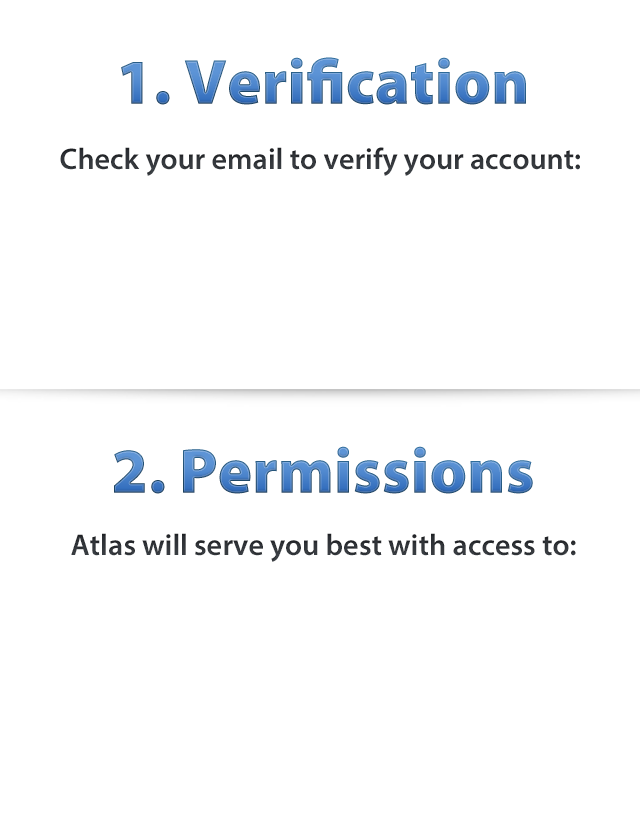 1. Verification
Check your email to verify your account:
2. Permissions
Atlas will serve you best with access to: